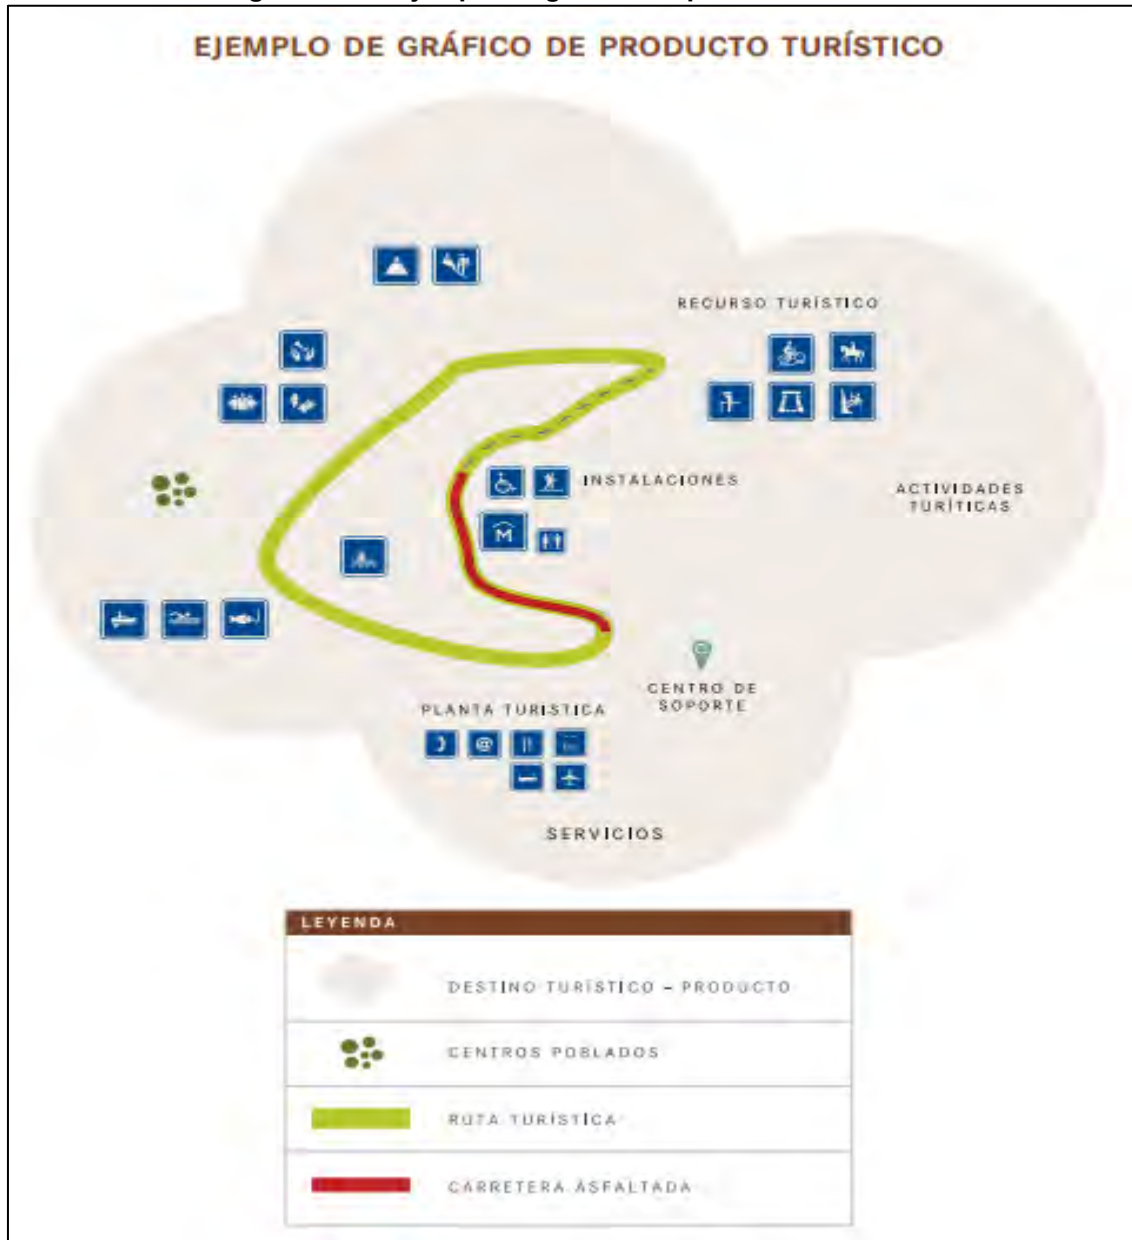 EJEMPLO DE GRÁFICO DE PRODUCTO TURÍSTICO
RECURSO TURÍSTICO
INSTALACIONES
ACTIVIDADES
TURÍTICAS
M
CENTRO DE
SOPORTE
PLANTA TURISTICA
@
SERVICIOS
LEYENDA
DESTINO TURÍSTICO – PRODUCTO
CENTROS POBLADOS
RUTA TURÍSTICA
CARRETERA ASFALTADA